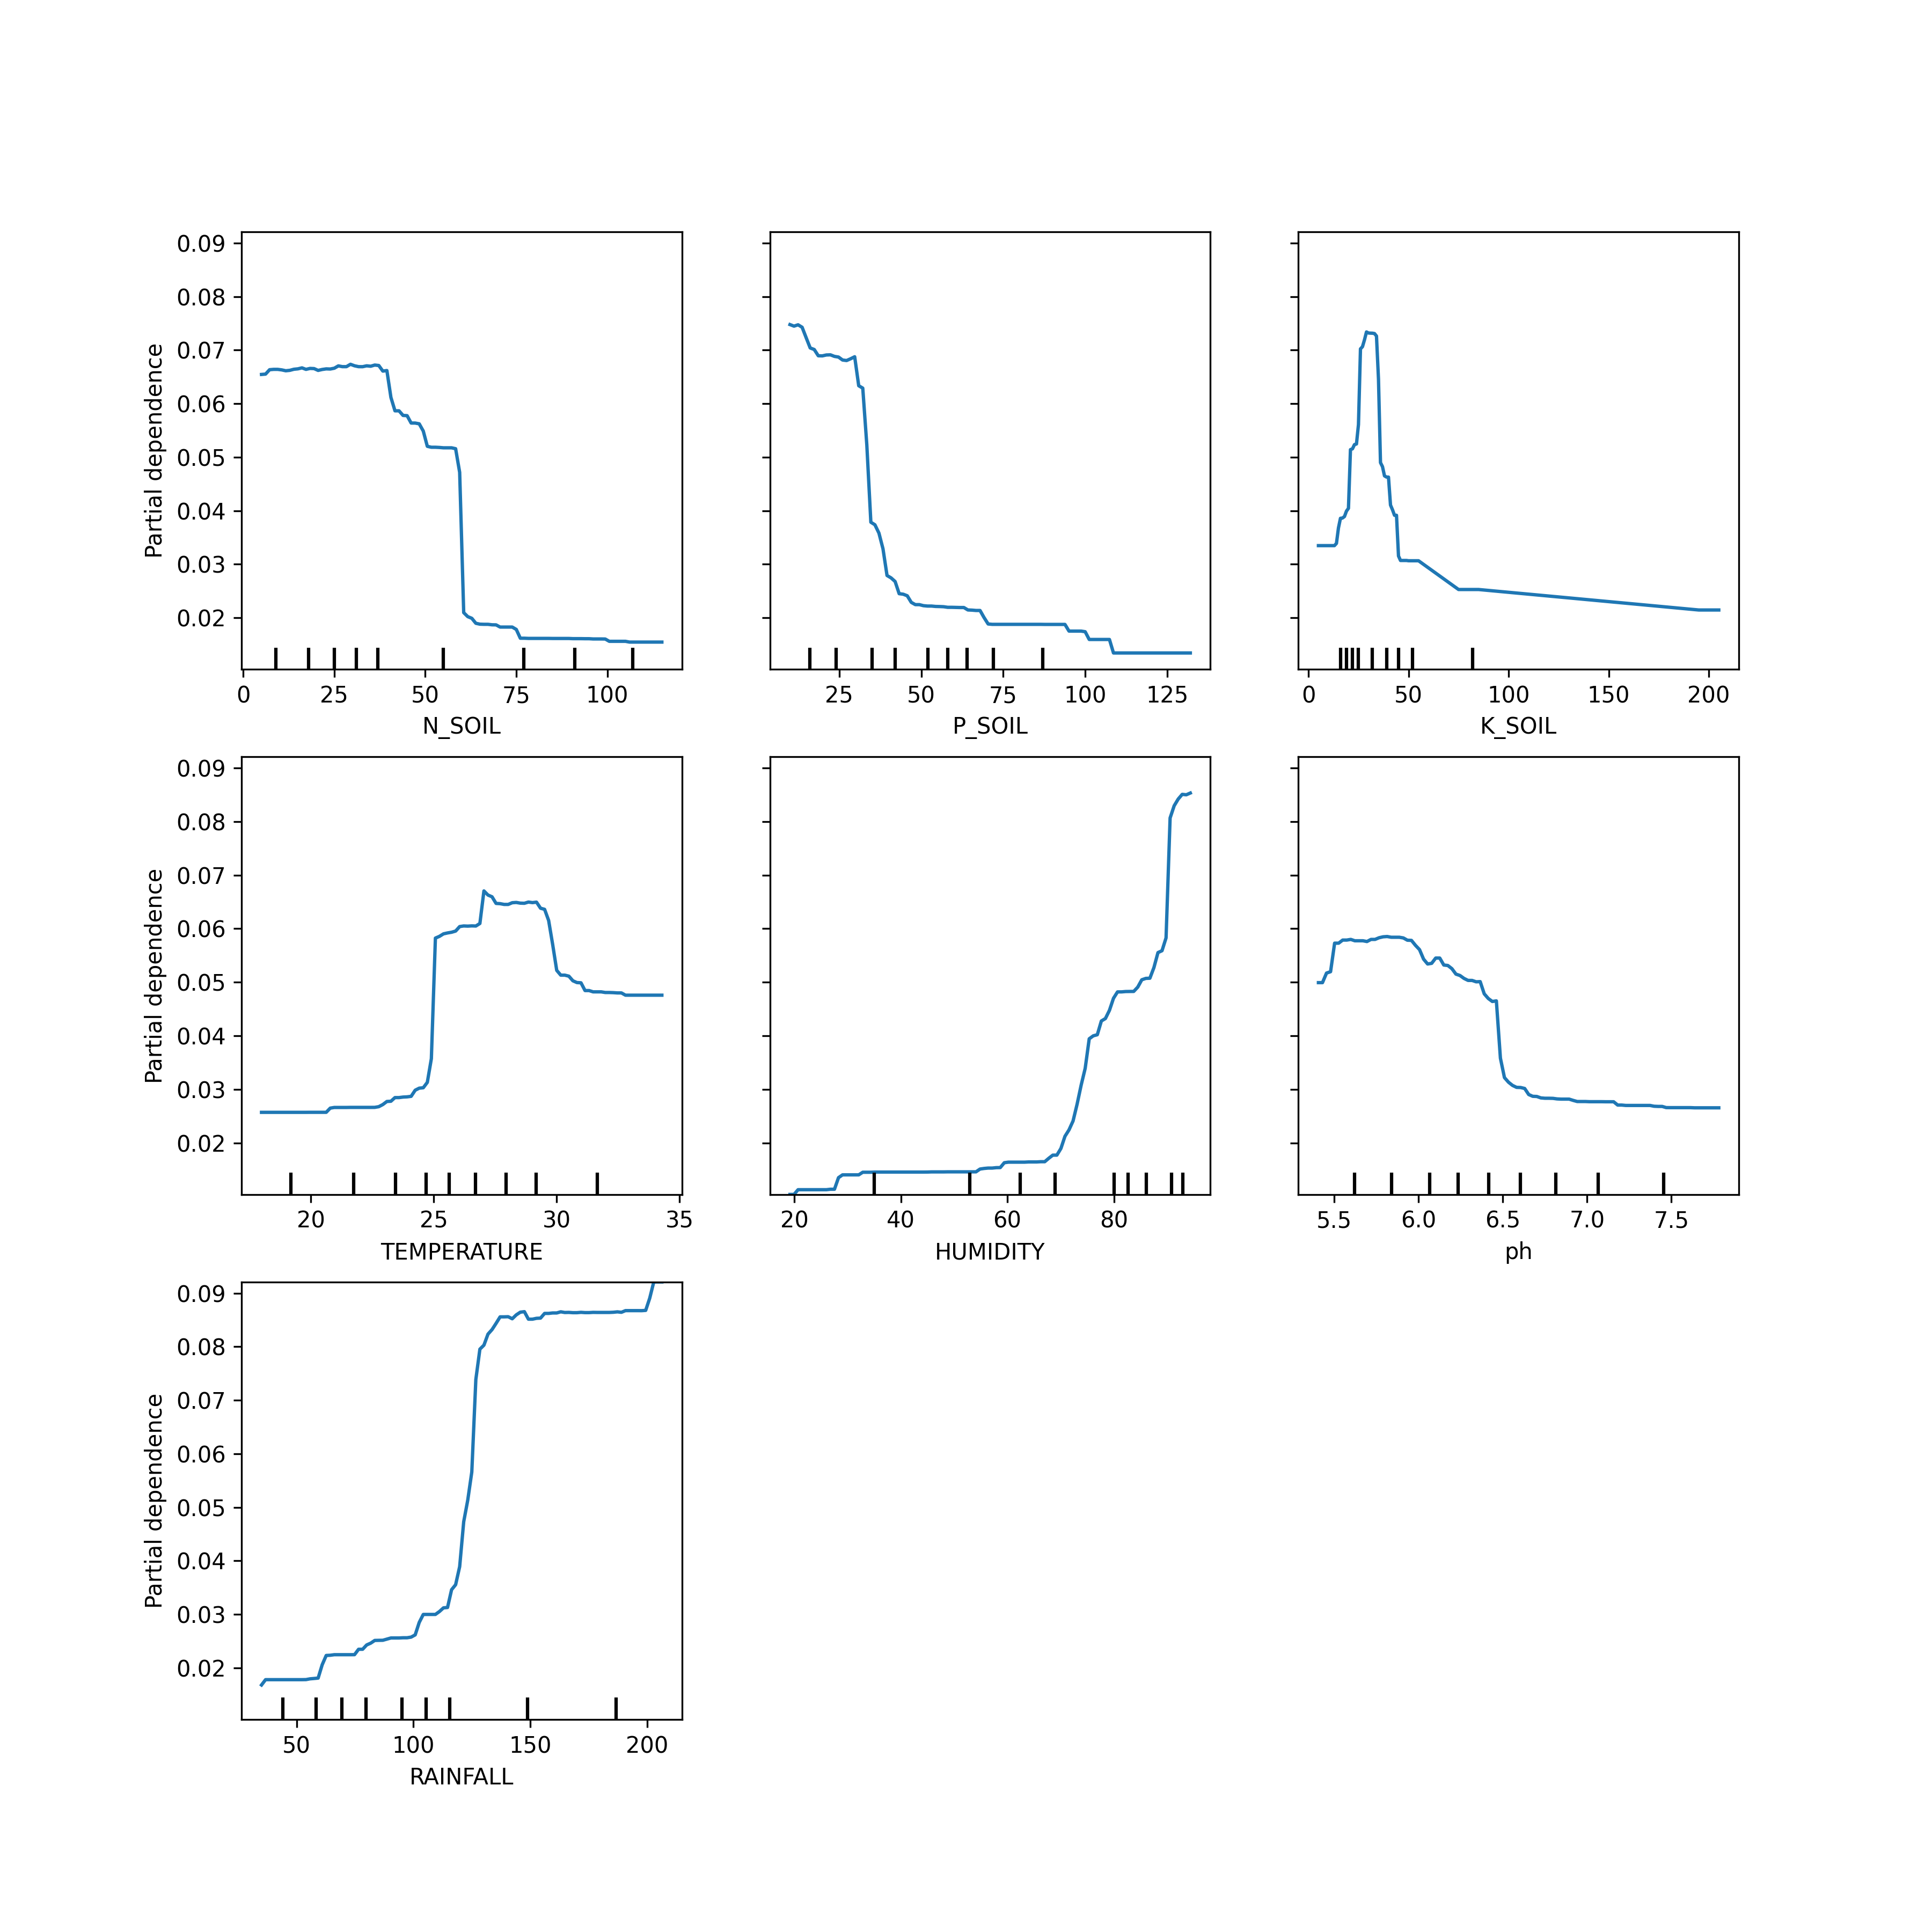 0.09
0.08
0.07
0.06
0.05
0.04
0.03
0.02
Partial dependence
0 25 50 75 100
N_SOIL
25 50 75 100 125
P_SOIL
0 50 100 150 200
K_SOIL
0.09
0.08
0.07
0.06
0.05
0.04
0.03
0.02
Partial dependence
20 25 30 35
TEMPERATURE
20 40 60 80
HUMIDITY
5.5 6.0 6.5 7.0 7.5
ph
0.09
0.08
0.07
0.06
0.05
0.04
0.03
0.02
Partial dependence
50 100 150 200
RAINFALL